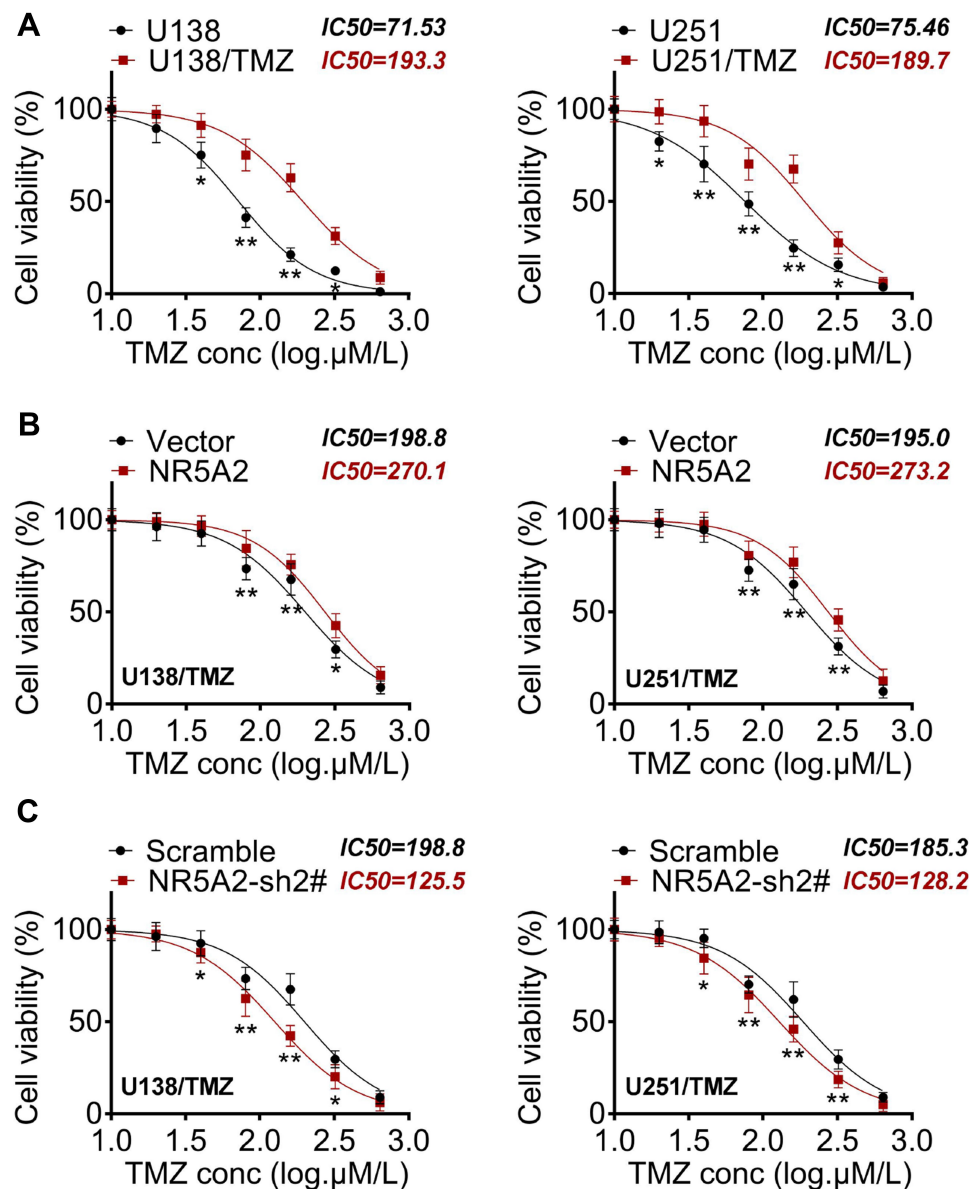 A
U138 IC50=71.53
U138/TMZ IC50=193.3
Cell viability (%)
100
50
0
* ** ** *
1.0 1.5 2.0 2.5 3.0
TMZ conc (log.µM/L)
U251 IC50=75.46
U251/TMZ IC50=189.7
Cell viability (%)
100
50
0
* ** ** ** *
1.0 1.5 2.0 2.5 3.0
TMZ conc (log.µM/L)
B
Vector IC50=198.8
NR5A2 IC50=270.1
Cell viability (%)
100
50
0
** ** *
U138/TMZ
1.0 1.5 2.0 2.5 3.0
TMZ conc (log.µM/L)
Vector IC50=195.0
NR5A2 IC50=273.2
Cell viability (%)
100
50
0
** ** **
U251/TMZ
1.0 1.5 2.0 2.5 3.0
TMZ conc (log.µM/L)
C
Scramble IC50=198.8
NR5A2-sh2# IC50=125.5
Cell viability (%)
100
50
0
* ** ** *
U138/TMZ
1.0 1.5 2.0 2.5 3.0
TMZ conc (log.µM/L)
Scramble IC50=185.3
NR5A2-sh2# IC50=128.2
Cell viability (%)
100
50
0
* ** ** **
U251/TMZ
1.0 1.5 2.0 2.5 3.0
TMZ conc (log.µM/L)